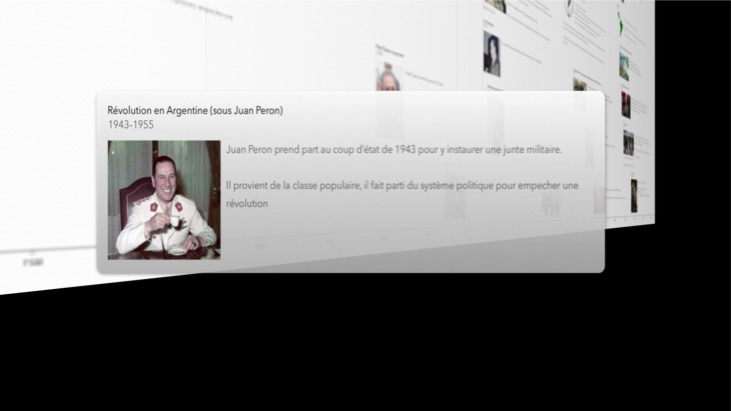 Révolution en Argentine (sous Juan Peron)
1943-1955
Juan Peron prend part au coup d'état de 1943 pour y instaurer une junte militaire.
Il provient de la classe populaire, il fait parti du système politique pour empecher une
révolution